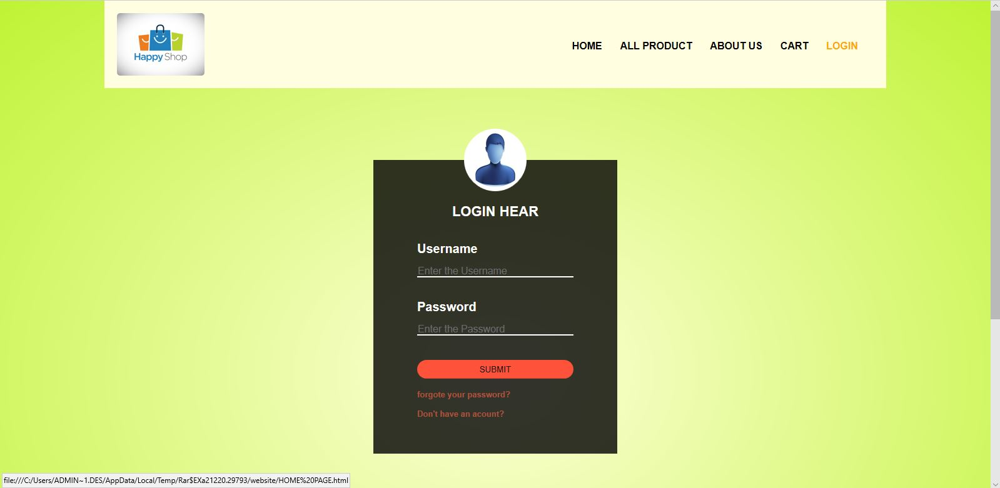 Happy Shop
HOME ALL PRODUCT ABOUT US CART LOGIN
LOGIN HEAR
Username
Enter the Username
Password
Enter the Password
SUBMIT
forgote your password?
Don't have an acount?
file:///C:/Users/ADMIN~1.DES/AppData/Local/Temp/Rar$EXa21220.29793/website/HOME%20PAGE.html